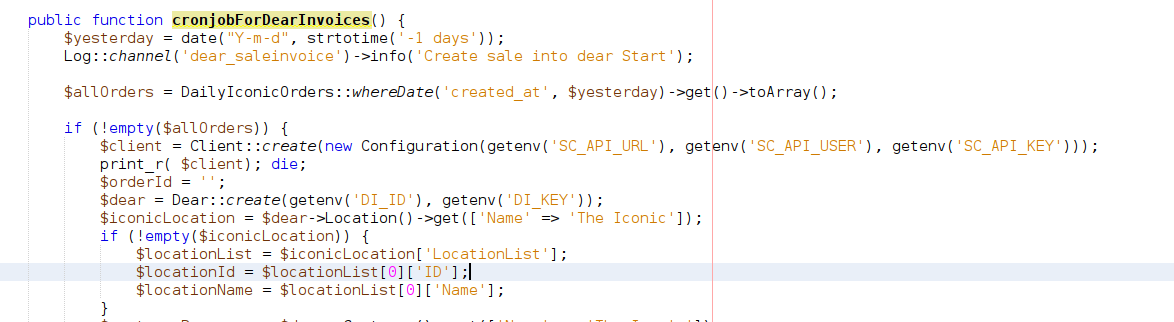 public function cronjobForDearInvoices() {
$yesterday = date("Y-m-d", strtotime('-1 days'));
Log::channel('dear_saleinvoice')->info('Create sale into dear Start');
$allOrders = DailyIconicOrders::whereDate('created_at', $yesterday)->get()->toArray();
if (!empty($allOrders)) {
$client = Client::create(new Configuration(getenv('SC_API_URL'), getenv('SC_API_USER'), getenv('SC_API_KEY')));
print_r( $client); die;
$orderId = '';
$dear = Dear::create(getenv('DI_ID'), getenv('DI_KEY'));
$iconicLocation = $dear->Location()->get(['Name' => 'The Iconic']);
if (!empty($iconicLocation)) {
$locationList = $iconicLocation['LocationList'];
$locationId = $locationList[0]['ID'];
$locationName = $locationList[0]['Name'];
}